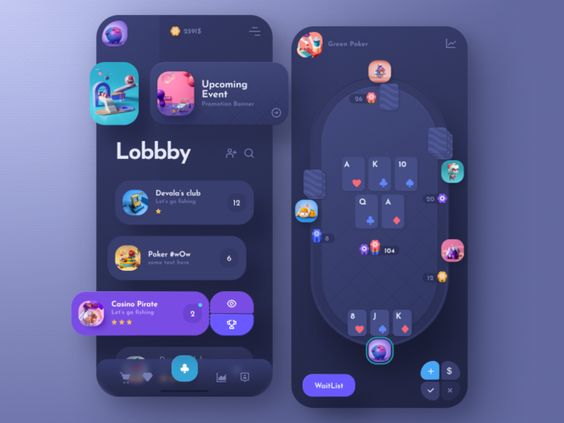 2591$
Upcoming
Event
Promotion Banner
Lobbby
Devola's club
Let's go fishing
12
Poker #wOw
some text here
6
Casino Pirate
Let's go fishing
2
Green Poker
26
A
K
10
20
Q
A
8
104
12
8
J
K
WaitList
$